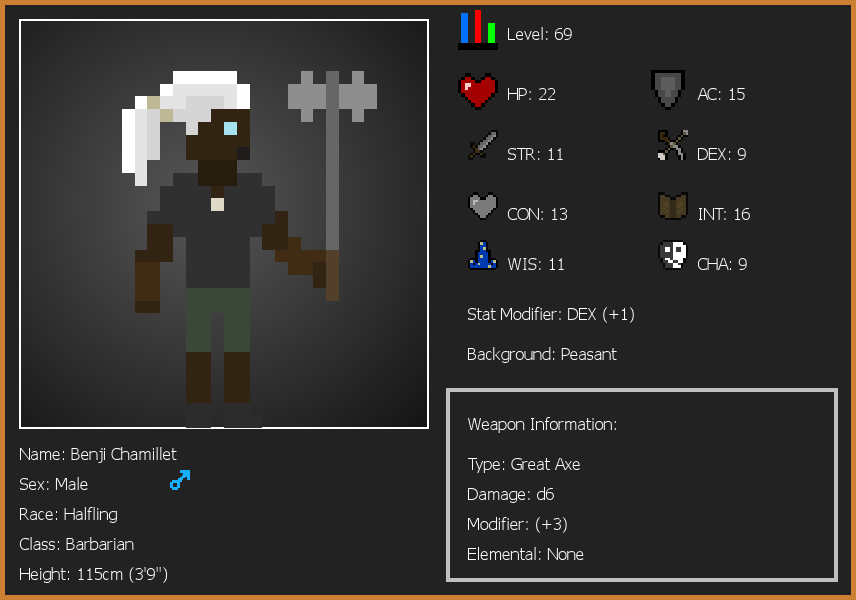 Level: 69
HP: 22
AC: 15
STR: 11
DEX: 9
CON: 13
INT: 16
WIS: 11
CHA: 9
Stat Modifier: DEX (+1)
Background: Peasant
Weapon Information:
Type: Great Axe
Damage: d6
Modifier: (+3)
Elemental: None
Name: Benji Chamillet
Sex: Male
Race: Halfling
Class: Barbarian
Height: 115cm (3'9")